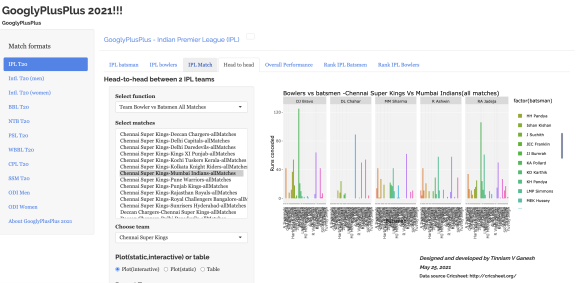 GooglyPlusPlus 2021!!!
GooglyPlusPlus
Match formats
IPL T20
Intl. T20 (men)
Intl. T20 (women)
BBL T20
NTB T20
PSL T20
WBBL T20
CPL T20
SSM T20
ODI Men
ODI Women
About GooglyPlusPlus 2021
GooglyPlusPlus - Indian Premier League (IPL)
IPL batsman
IPL bowlers
IPL Match
Head to head
Overall Performance
Rank IPL Batsmen
Rank IPL Bowlers
Head-to-head between 2 IPL teams
Select function
Team Bowler vs Batsman All Matches
Select matches
Chennai Super Kings-Deccan Chargers-allMatches
Chennai Super Kings-Delhi Capitals-allMatches
Chennai Super Kings-Delhi Daredevils-allMatches
Chennai Super Kings-Kings XI Punjab-allMatches
Chennai Super Kings-Kochi Tuskers Kerala-allMatches
Chennai Super Kings-Kolkata Knight Riders-allMatches
Chennai Super Kings-Mumbai Indians-allMatches
Chennai Super Kings-Pune Warriors-allMatches
Chennai Super Kings-Punjab Kings-allMatches
Chennai Super Kings-Rajasthan Royals-allMatches
Chennai Super Kings-Royal Challengers Bangalore-allM
Chennai Super Kings-Sunrisers Hyderabad-allMatches
Deccan Chargers-Chennai Super Kings-allMatches
Choose team
Chennai Super Kings
Plot(static,interactive) or table
Plot(interactive)
Plot(static)
Table
Bowlers vs batsmen -Chennai Super Kings Vs Mumbai Indians(all matches)
DJ Bravo
DL Chahar
MM Sharma
R Ashwin
RA Jadeja
Runs conceded
120
80
40
0
factor(batsman)
HH Pandya
Ishan Kishan
J Suchith
JEC Franklin
JJ Bumrah
KA Pollard
KD Karthik
KH Pandya
LMP Simmons
MEK Hussey
Designed and developed by Tinniam V Ganesh
May 25, 2021
Data source Cricsheet: http://cricsheet.org/